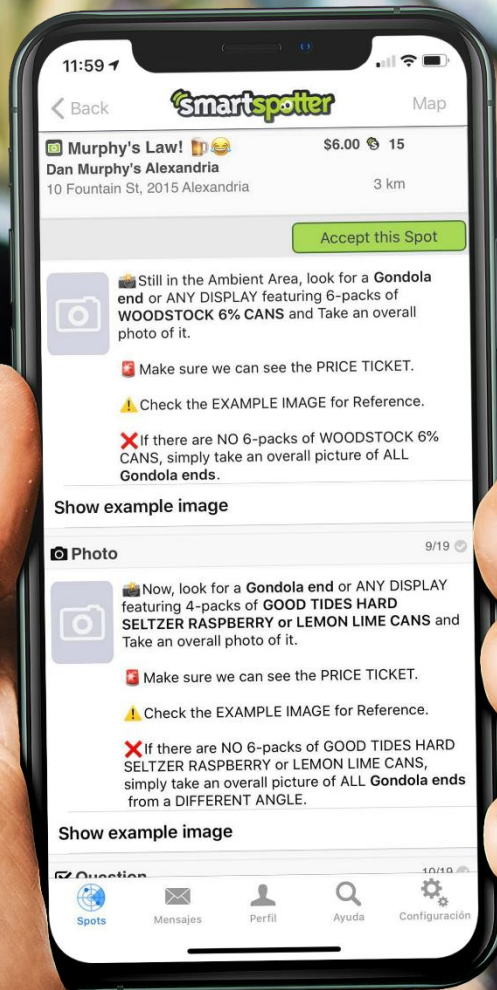 11:59
Back
smartspotter
Map
Murphy's Law! 🍺😂
$6.00 15
Dan Murphy's Alexandria
10 Fountain St, 2015 Alexandria
3 km
Accept this Spot
📸Still in the Ambient Area, look for a Gondola
end or ANY DISPLAY featuring 6-packs of
WOODSTOCK 6% CANS and Take an overall
photo of it.
🚨 Make sure we can see the PRICE TICKET.
⚠️ Check the EXAMPLE IMAGE for Reference.
❌If there are NO 6-packs of WOODSTOCK 6%
CANS, simply take an overall picture of ALL
Gondola ends.
Show example image
Photo
9/19
📸Now, look for a Gondola end or ANY DISPLAY
featuring 4-packs of GOOD TIDES HARD
SELTZER RASPBERRY or LEMON LIME CANS and
Take an overall photo of it.
🚨 Make sure we can see the PRICE TICKET.
⚠️ Check the EXAMPLE IMAGE for Reference.
❌If there are NO 6-packs of GOOD TIDES HARD
SELTZER RASPBERRY or LEMON LIME CANS,
simply take an overall picture of ALL Gondola ends
from a DIFFERENT ANGLE.
Show example image
Question
10/19
Spots
Mensajes
Perfil
Ayuda
Configuración